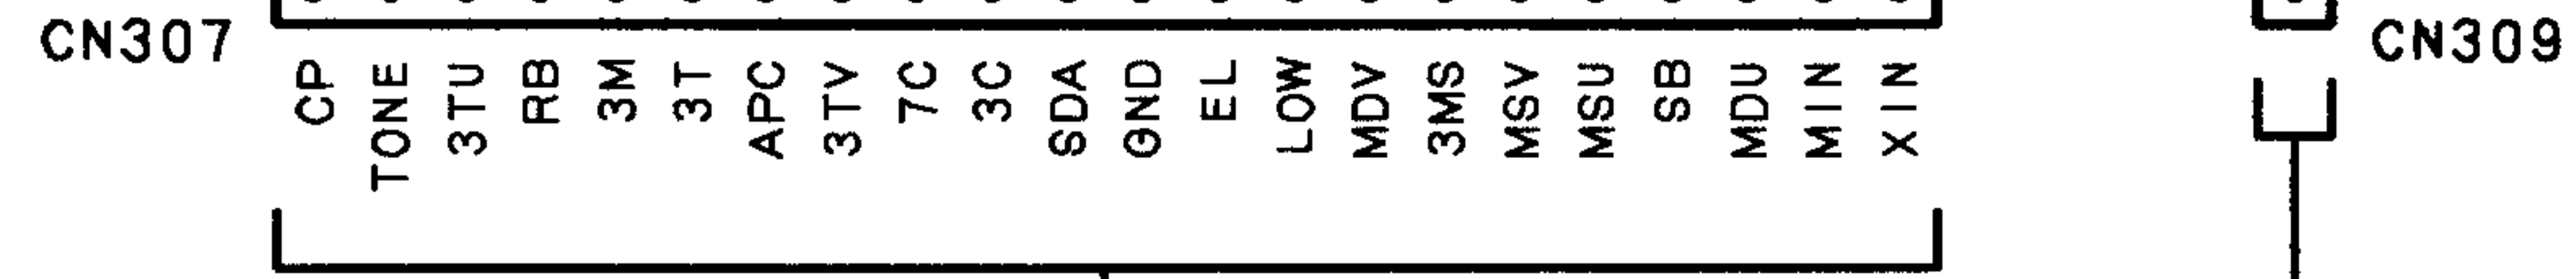 CN307
CP
TONE
3TU
RB
3M
3T
APC
3TV
7C
3C
SDA
GND
EL
LOW
MDV
3MS
MSV
MSU
SB
MDU
MIN
XIN
CN309